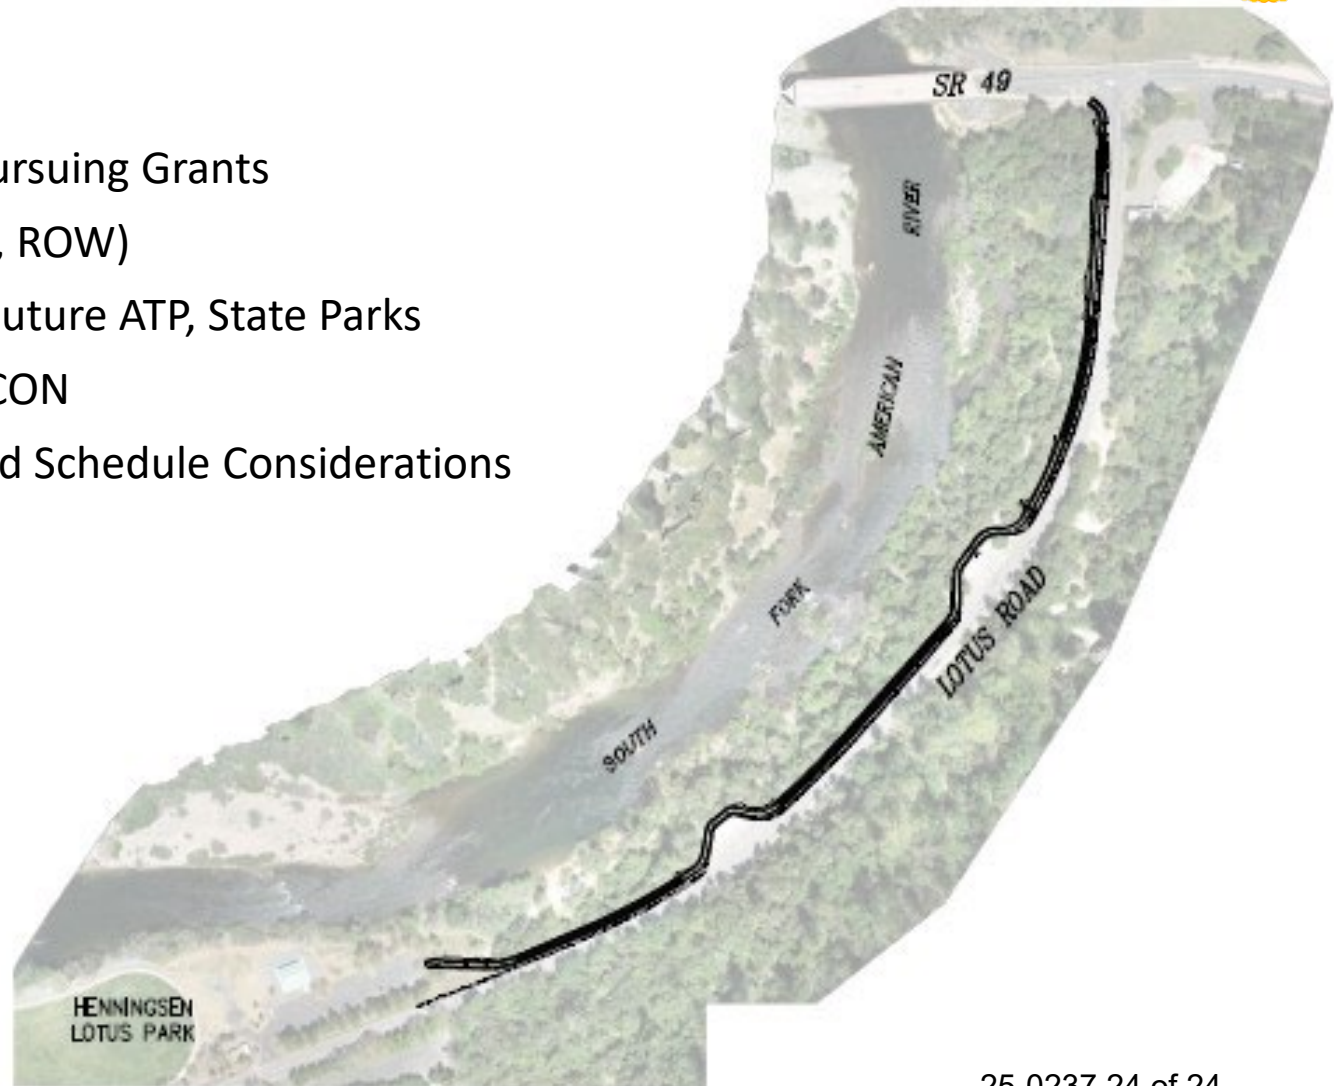 ursuing Grants
, ROW)
uture ATP, State Parks
CON
d Schedule Considerations
SR 49
RIVER
AMERICAN
FORK
SOUTH
LOTUS ROAD
HENNINGSEN
LOTUS PARK
25-0237 24 of 24